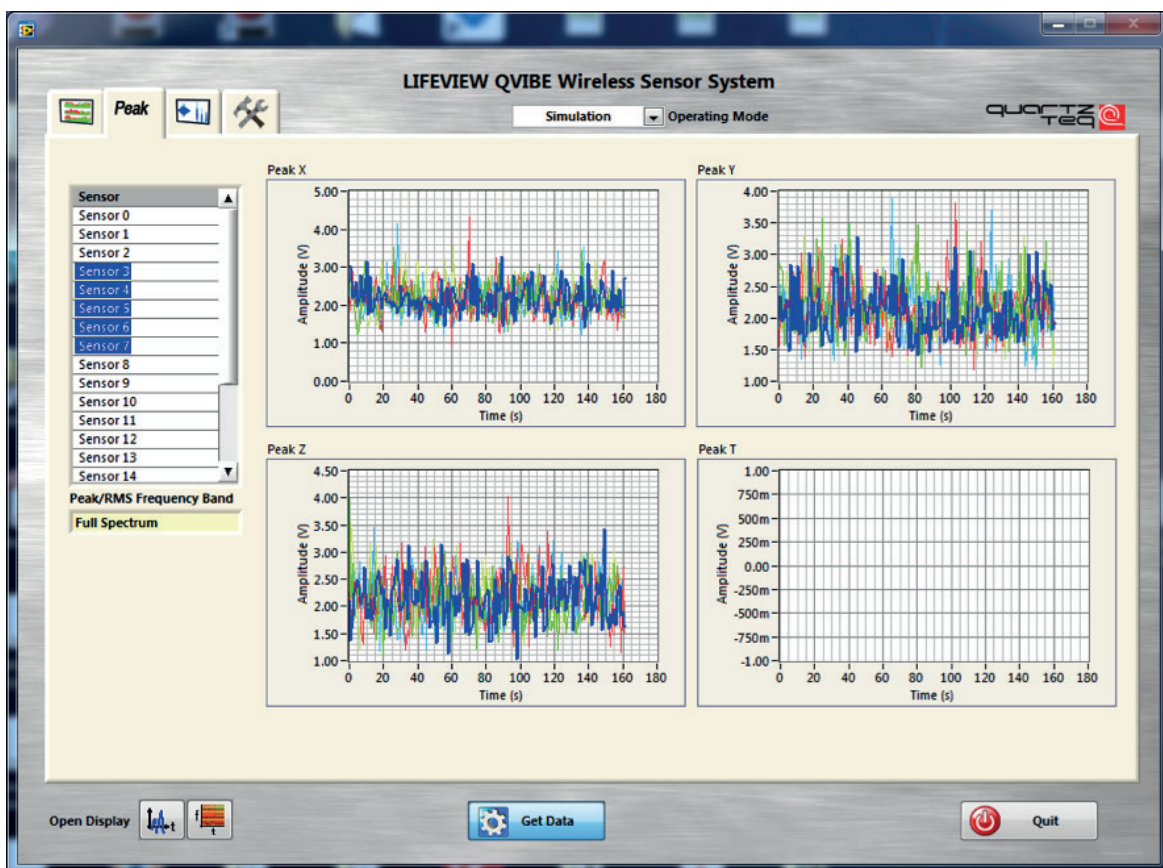 LIFEVIEW QVIBE Wireless Sensor System
Peak
Simulation
Operating Mode
QUARTZ
TEQ
Sensor
Sensor 0
Sensor 1
Sensor 2
Sensor 3
Sensor 4
Sensor 5
Sensor 6
Sensor 7
Sensor 8
Sensor 9
Sensor 10
Sensor 11
Sensor 12
Sensor 13
Sensor 14
Peak/RMS Frequency Band
Full Spectrum
Peak X
Amplitude (V)
5.00
4.00
3.00
2.00
1.00
0.00
0 20 40 60 80 100 120 140 160 180
Time (s)
Peak Y
Amplitude (V)
4.00
3.50
3.00
2.50
2.00
1.50
1.00
0 20 40 60 80 100 120 140 160 180
Time (s)
Peak Z
Amplitude (V)
4.50
4.00
3.50
3.00
2.50
2.00
1.50
1.00
0 20 40 60 80 100 120 140 160 180
Time (s)
Peak T
Amplitude (V)
1.00
750m
500m
250m
0.00
-250m
-500m
-750m
-1.00
0 20 40 60 80 100 120 140 160 180
Time (s)
Open Display
t
f
t
Get Data
Quit